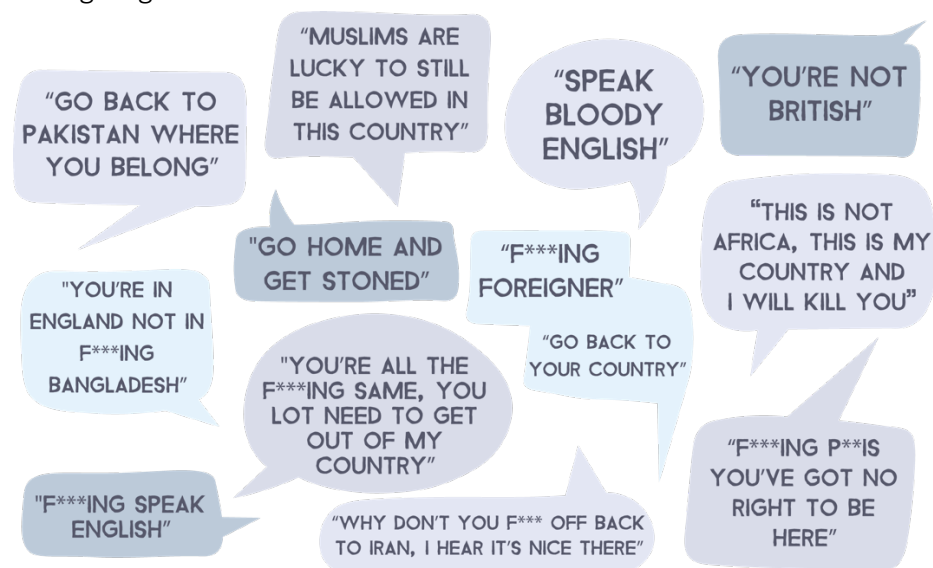 “MUSLIMS ARE
LUCKY TO STILL
BE ALLOWED IN
THIS COUNTRY”
“GO BACK TO
PAKISTAN WHERE
YOU BELONG”
“SPEAK
BLOODY
ENGLISH”
“YOU’RE NOT
BRITISH”
"GO HOME AND
GET STONED”
“F***ING
FOREIGNER”
“THIS IS NOT
AFRICA, THIS IS MY
COUNTRY AND
I WILL KILL YOU”
"YOU’RE IN
ENGLAND NOT IN
F***ING
BANGLADESH”
“GO BACK TO
YOUR COUNTRY”
"YOU’RE ALL THE
F***ING SAME, YOU
LOT NEED TO GET
OUT OF MY
COUNTRY”
“F***ING P**IS
YOU’VE GOT NO
RIGHT TO BE
HERE”
"F***ING SPEAK
ENGLISH”
“WHY DON’T YOU F*** OFF BACK
TO IRAN, I HEAR IT’S NICE THERE”